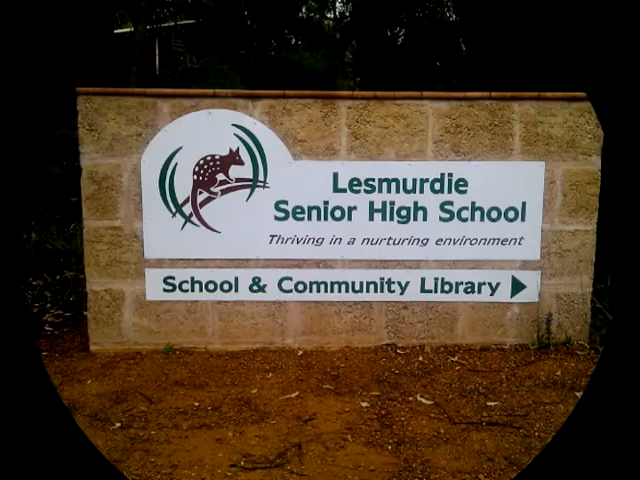 Lesmurdie
Senior High School
Thriving in a nurturing environment
School & Community Library